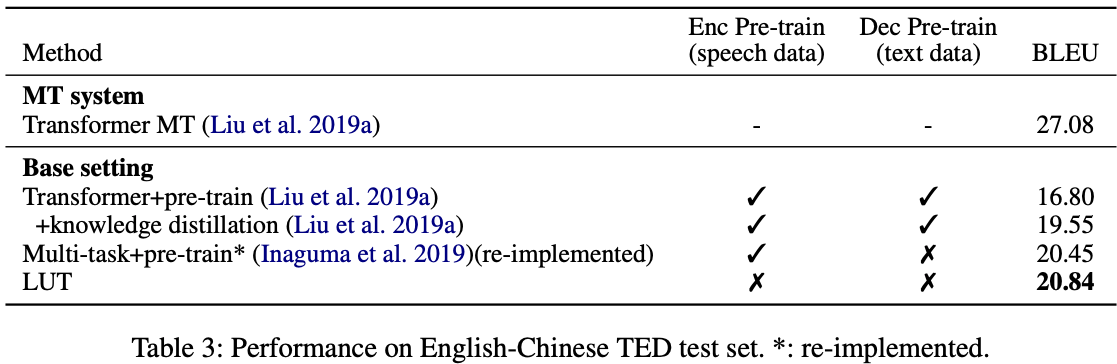 Method Enc Pre-train (speech data) Dec Pre-train (text data) BLEU
MT system
Transformer MT (Liu et al. 2019a) - - 27.08
Base setting
Transformer+pre-train (Liu et al. 2019a) ✓ ✓ 16.80
+knowledge distillation (Liu et al. 2019a) ✓ ✓ 19.55
Multi-task+pre-train* (Inaguma et al. 2019)(re-implemented) ✓ ✗ 20.45
LUT ✗ ✗ 20.84
Table 3: Performance on English-Chinese TED test set. *: re-implemented.